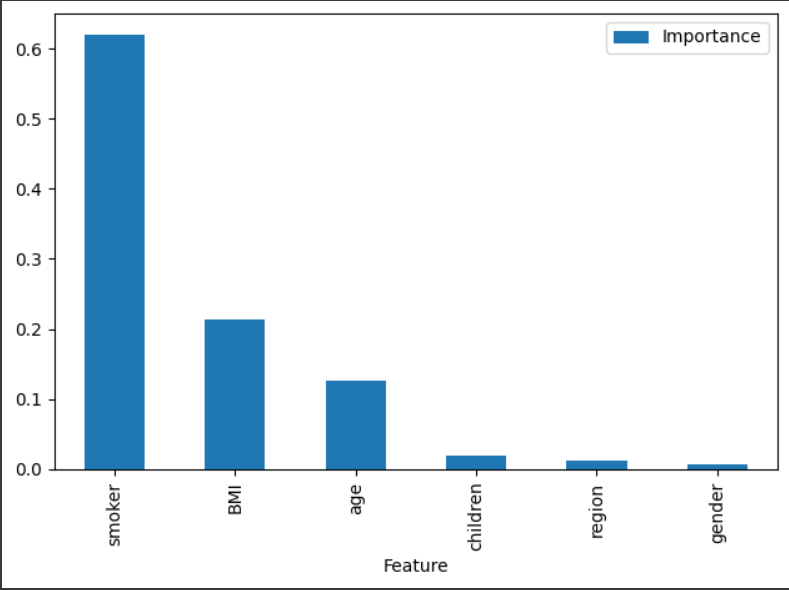 Importance
0.6
0.5
0.4
0.3
0.2
0.1
0.0
smoker
BMI
age
children
region
gender
Feature